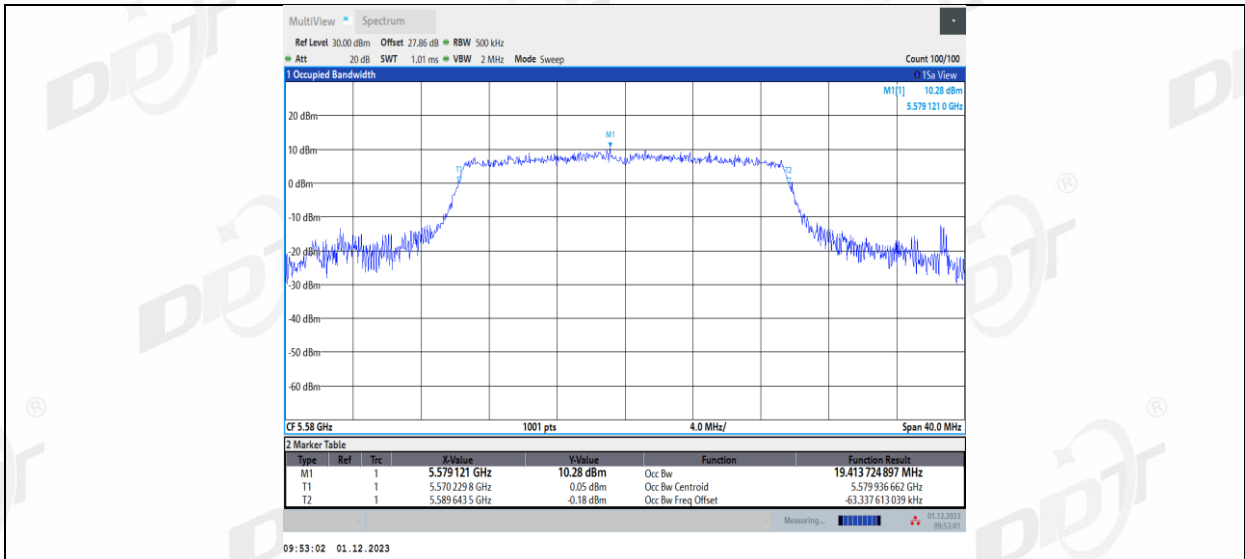 MultiView Spectrum
Ref Level 30.00 dBm Offset 27.86 dB RBW 500 kHz
Att 20 dB SWT 1.01 ms VBW 2 MHz Mode Sweep Count 100/100
1 Occupied Bandwidth 1Sa View
M1[1] 10.28 dBm
5.579 121 0 GHz
20 dBm
M1
10 dBm
T1
T2
0 dBm
-10 dBm
-20 dBm
-30 dBm
-40 dBm
-50 dBm
-60 dBm
CF 5.58 GHz 1001 pts 4.0 MHz/ Span 40.0 MHz
2 Marker Table
Type Ref Trc X-Value Y-Value Function Function Result
M1 1 5.579121 GHz 10.28 dBm Occ Bw 19.413 724 897 MHz
T1 1 5.570 229 8 GHz 0.05 dBm Occ Bw Centroid 5.579 936 662 GHz
T2 1 5.589 643 5 GHz -0.18 dBm Occ Bw Freq Offset -63.337 613 039 kHz
Measuring... 01.12.2023
09:53:01
09:53:02 01.12.2023
DDT